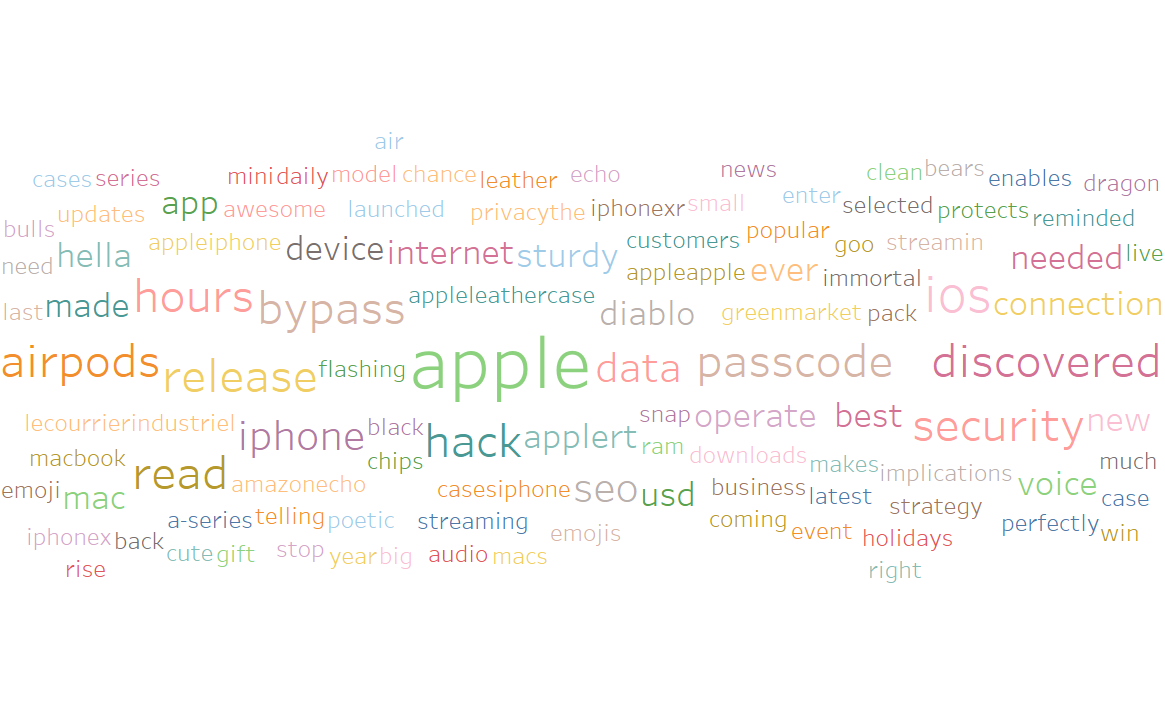 air
cases series minidaily model chance leather echo news clean bears enables dragon
bulls updates app awesome launched privacythe iphonexr small enter selected protects reminded
need hella appleiphone device internet sturdy customers popular goo streamin needed live
appleapple ever immortal
last made hours bypass appleleathercase diablo greenmarket pack ios connection
airpods release flashing apple data passcode discovered
lecourrierindustriel iphone black hack applert snap operate best security new
macbook read chips ram downloads makes implications much
emoji mac amazonecho casesiphone seo usd business latest strategy voice case
iphonex back a-series telling poetic streaming emojis coming event holidays perfectly win
rise cute gift stop year big audio macs right